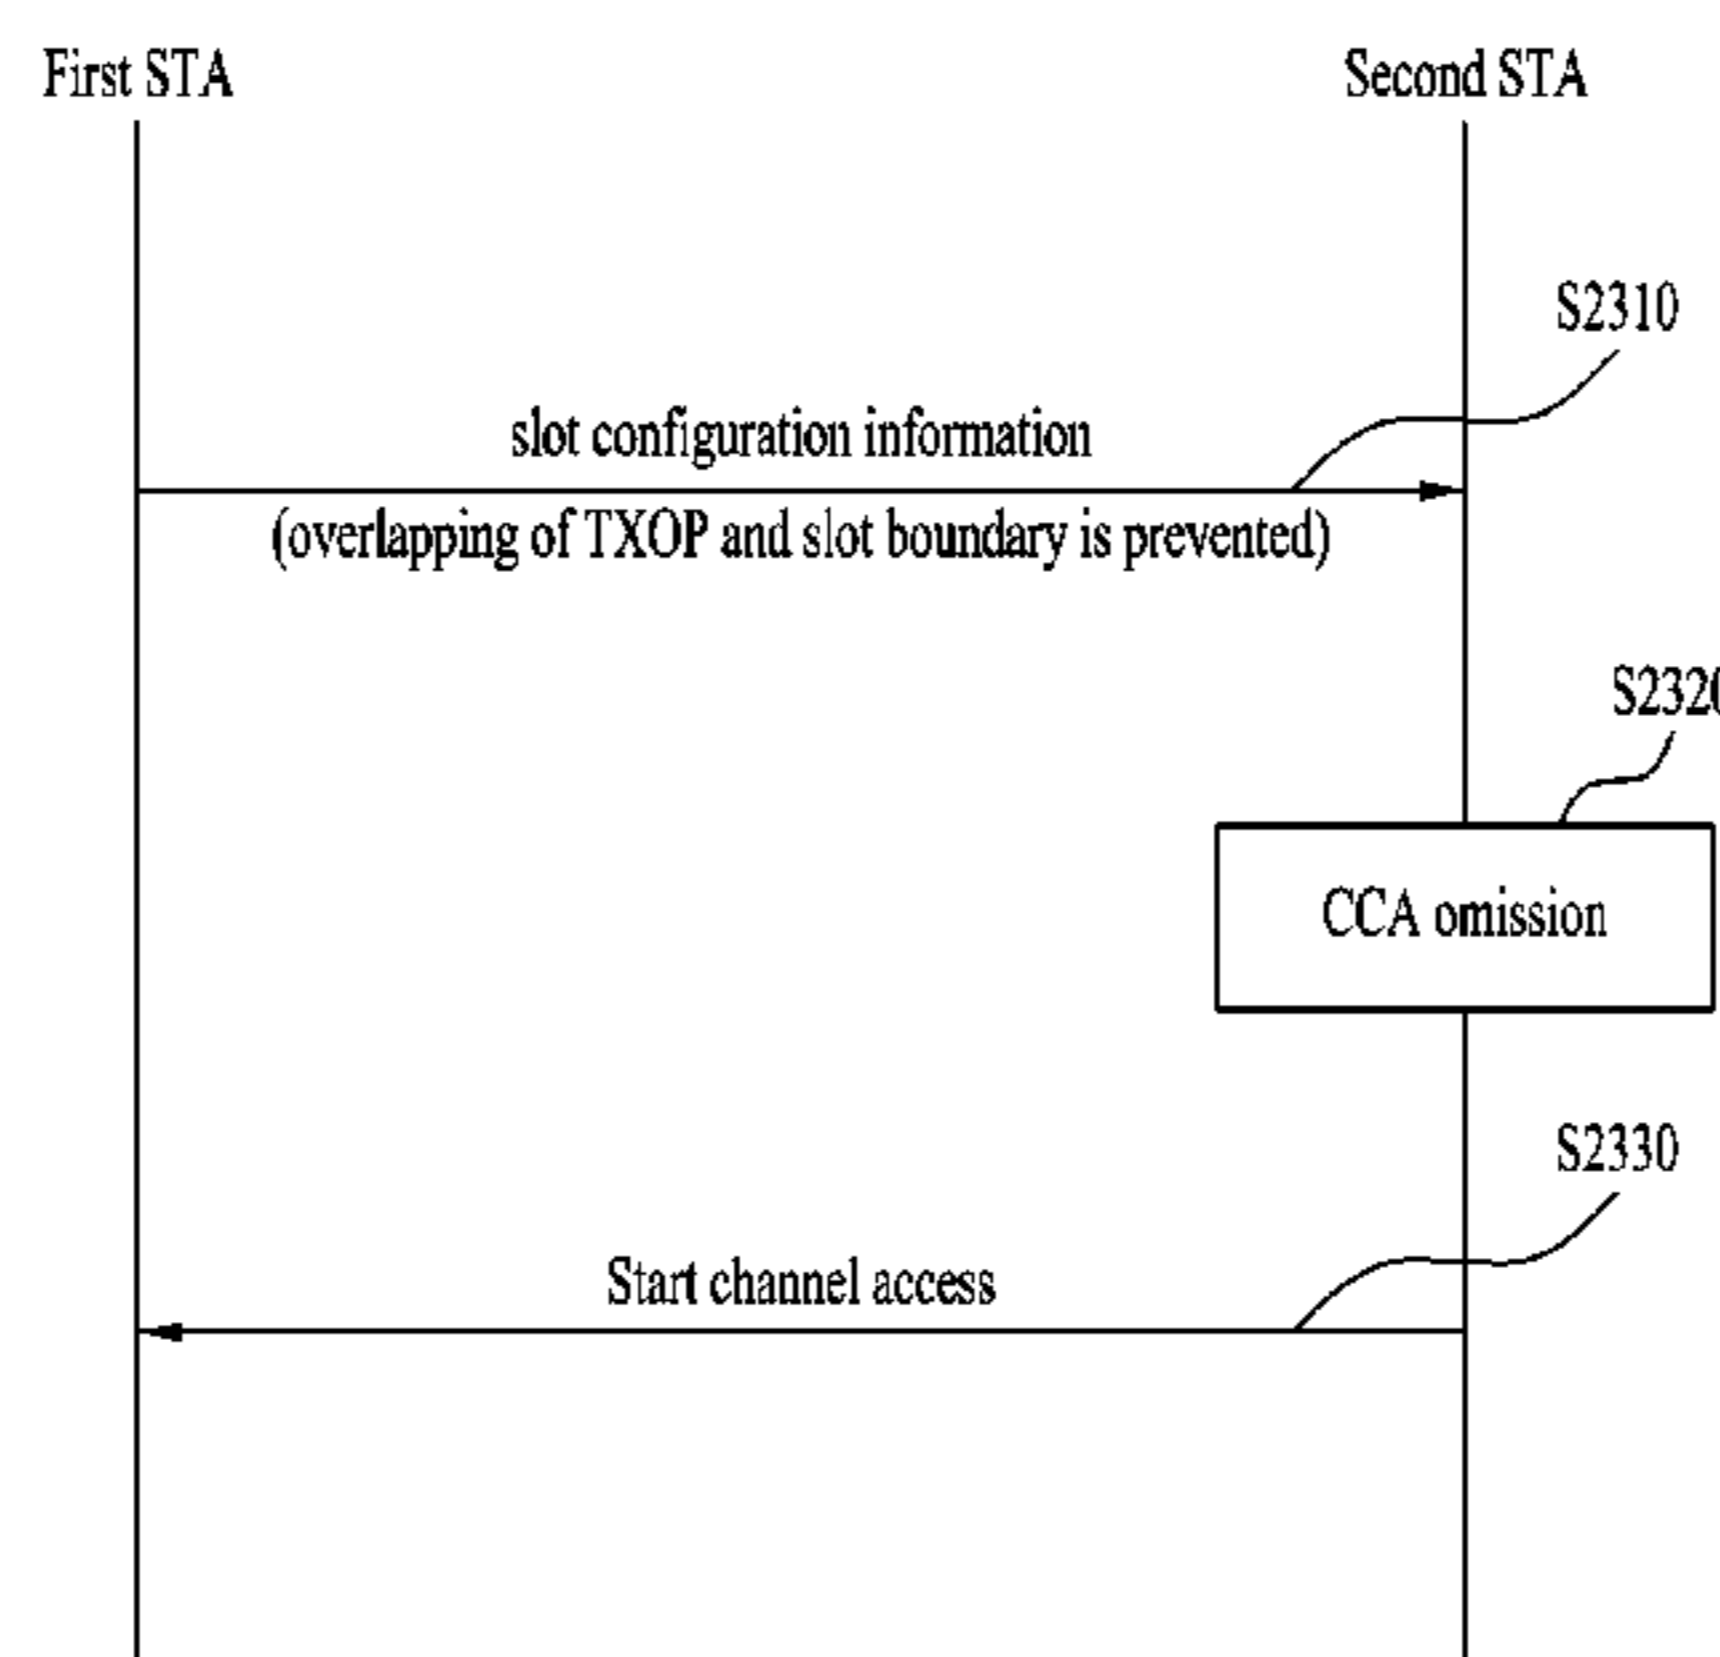 First STA
Second STA
S2310
slot configuration information
(overlapping of TXOP and slot boundary is prevented)
S2320
CCA omission
S2330
Start channel access